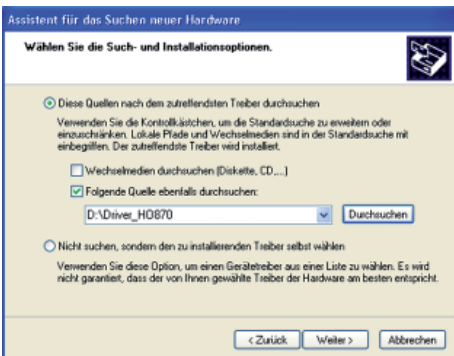 Assistent für das Suchen neuer Hardware
Wählen Sie die Such- und Installationsoptionen.
Diese Quellen nach dem zutreffendsten Treiber durchsuchen
Verwenden Sie die Kontrollkästchen, um die Standardsuche zu erweitern oder
einzuschränken. Lokale Pfade und Wechselmedien sind in der Standardsuche mit
einbegriffen. Der zutreffendste Treiber wird installiert.
Wechselmedien durchsuchen (Diskette, CD,...)
Folgende Quelle ebenfalls durchsuchen:
D:\Driver_HO870 Durchsuchen
Nicht suchen, sondern den zu installierenden Treiber selbst wählen
Verwenden Sie diese Option, um einen Gerätetreiber aus einer Liste zu wählen. Es wird
nicht garantiert, dass der von Ihnen gewählte Treiber der Hardware am besten entspricht.
< Zurück Weiter > Abbrechen